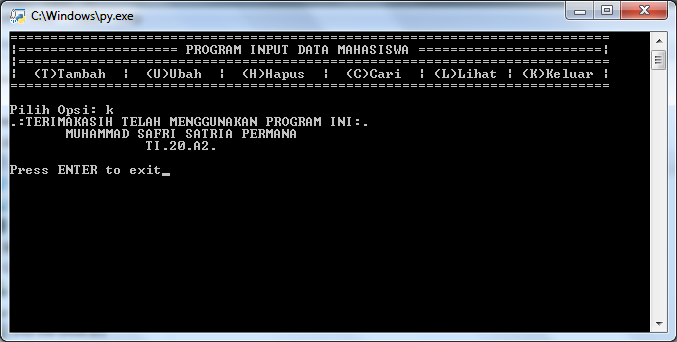 C:\Windows\py.exe
===========================================================================
¦==================== PROGRAM INPUT DATA MAHASISWA =======================¦
¦==========================================================================
¦  (T)Tambah  ¦  (U)Ubah  ¦  (H)Hapus  ¦  (C)Cari  ¦ (L)Lihat ¦ (K)Keluar ¦
===========================================================================
Pilih Opsi: k
.:TERIMAKASIH TELAH MENGGUNAKAN PROGRAM INI:.
MUHAMMAD SAFRI SATRIA PERMANA
TI.20.A2.
Press ENTER to exit_